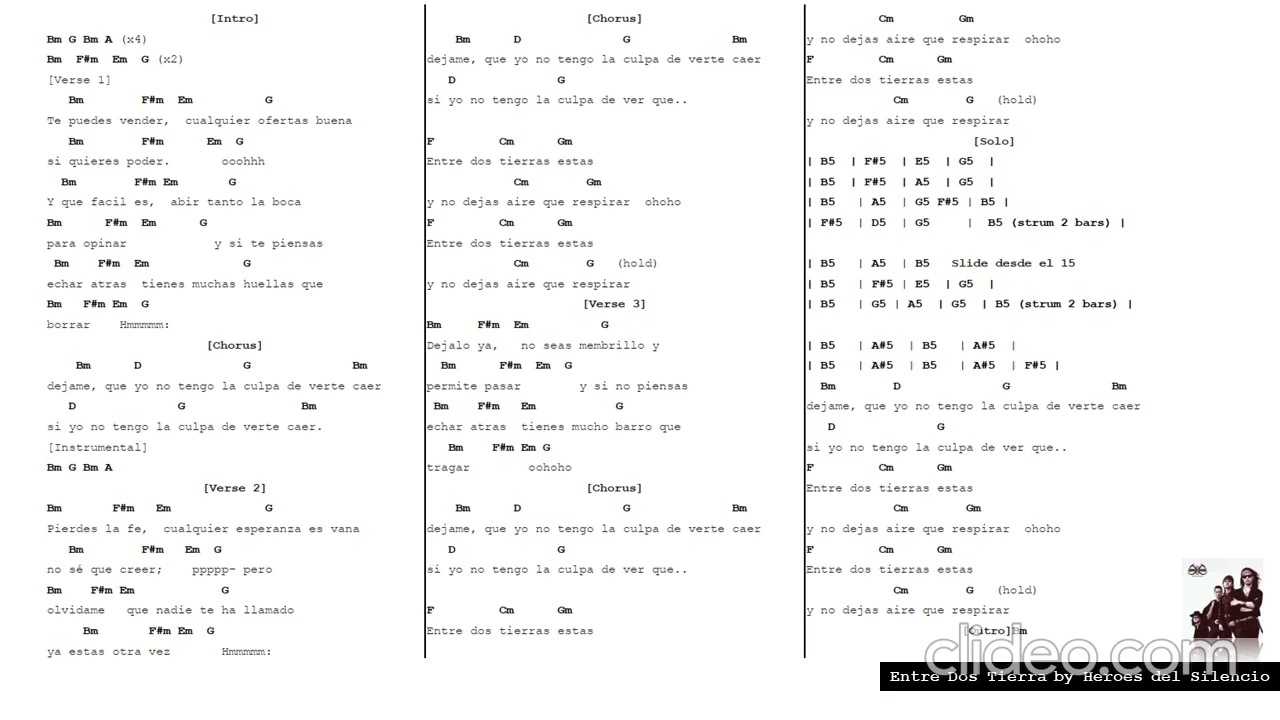 [Intro]
Bm G Bm A (x4)
Bm F#m Em G (x2)
[Verse 1]
Bm F#m Em G
Te puedes vender, cualquier ofertas buena
Bm F#m Em G
si quieres poder. ooohhh
Bm F#m Em G
Y que facil es, abir tanto la boca
Bm F#m Em G
para opinar y si te piensas
Bm F#m Em G
echar atras tienes muchas huellas que
Bm F#m Em G
borrar Hmmmmm:
[Chorus]
Bm D G Bm
dejame, que yo no tengo la culpa de verte caer
D G Bm
si yo no tengo la culpa de verte caer.
[Instrumental]
Bm G Bm A
[Verse 2]
Bm F#m Em G
Pierdes la fe, cualquier esperanza es vana
Bm F#m Em G
no sé que creer; ppppp- pero
Bm F#m Em G
olvidame que nadie te ha llamado
Bm F#m Em G
ya estas otra vez Hmmmmm:
[Chorus]
Bm D G Bm
dejame, que yo no tengo la culpa de verte caer
D G
si yo no tengo la culpa de ver que..
F Cm Gm
Entre dos tierras estas
Cm Gm
y no dejas aire que respirar ohoho
F Cm Gm
Entre dos tierras estas
Cm G (hold)
y no dejas aire que respirar
[Verse 3]
Bm F#m Em G
Dejalo ya, no seas membrillo y
Bm F#m Em G
permite pasar y si no piensas
Bm F#m Em G
echar atras tienes mucho barro que
Bm F#m Em G
tragar oohoho
[Chorus]
Bm D G Bm
dejame, que yo no tengo la culpa de verte caer
D G
si yo no tengo la culpa de ver que..
F Cm Gm
Entre dos tierras estas
Cm Gm
y no dejas aire que respirar ohoho
F Cm Gm
Entre dos tierras estas
Cm G (hold)
y no dejas aire que respirar
[Solo]
| B5 | F#5 | E5 | G5 |
| B5 | F#5 | A5 | G5 |
| B5 | A5 | G5 F#5 | B5 |
| F#5 | D5 | G5 | B5 (strum 2 bars) |
| B5 | A5 | B5 Slide desde el 15
| B5 | F#5 | E5 | G5 |
| B5 | G5 | A5 | G5 | B5 (strum 2 bars) |
| B5 | A#5 | B5 | A#5 |
| B5 | A#5 | B5 | A#5 | F#5 |
Bm D G Bm
dejame, que yo no tengo la culpa de verte caer
D G
si yo no tengo la culpa de ver que..
F Cm Gm
Entre dos tierras estas
Cm Gm
y no dejas aire que respirar ohoho
F Cm Gm
Entre dos tierras estas
Cm G (hold)
y no dejas aire que respirar
[Outro]Bm
clideo.com
Entre Dos Tierra by Heroes del Silencio